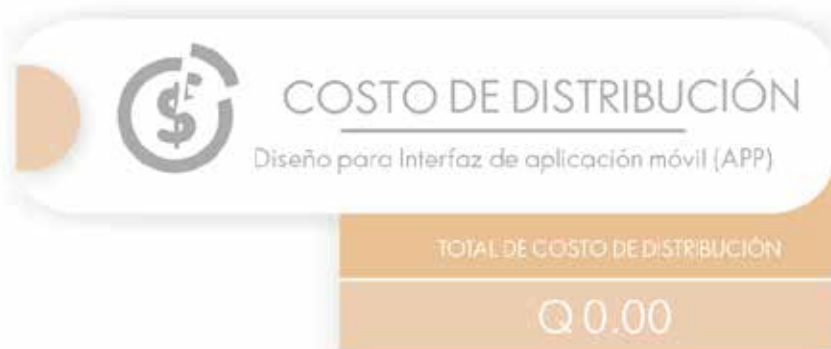 COSTO DE DISTRIBUCIÓN
Diseño para Interfaz de aplicación móvil (APP)
TOTAL DE COSTO DE DISTRIBUCIÓN
Q 0.00